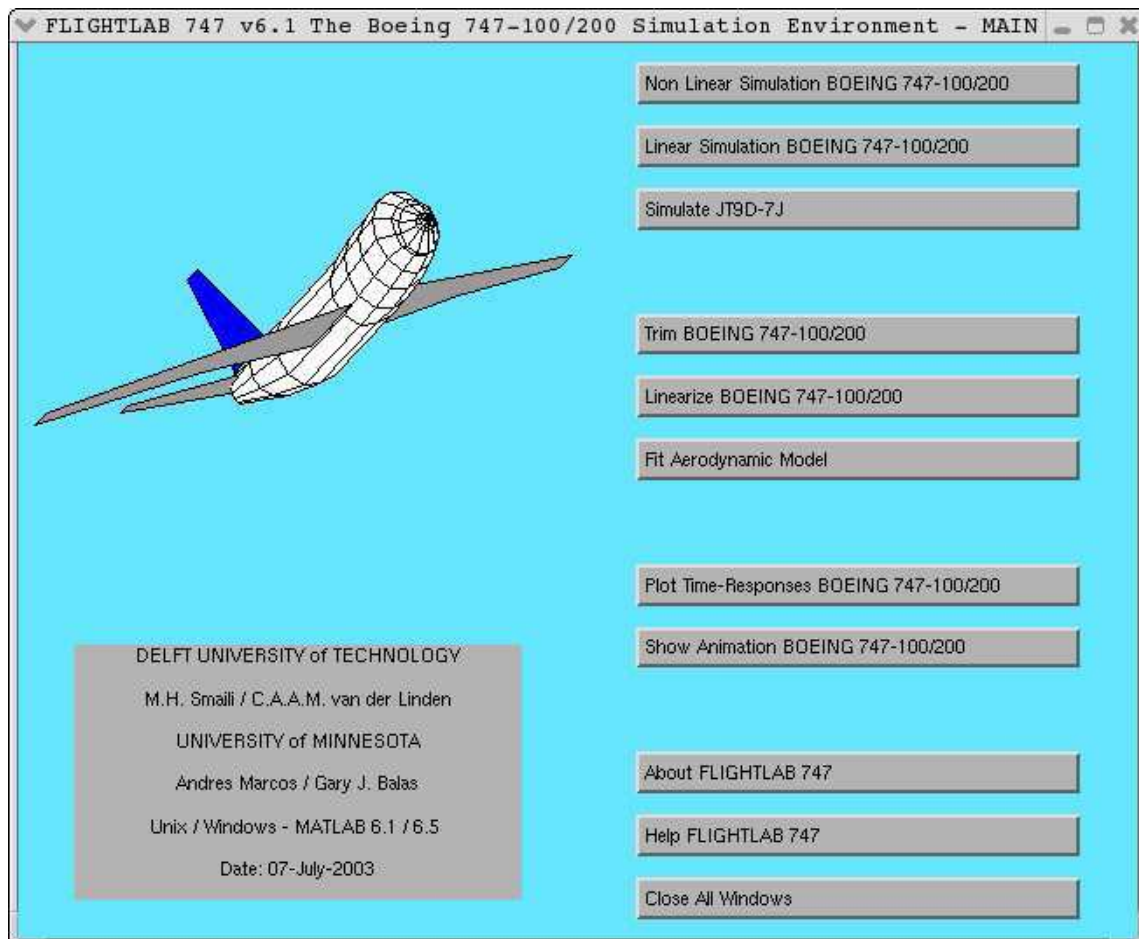 FLIGHTLAB 747 v6.1 The Boeing 747-100/200 Simulation Environment - MAIN
Non Linear Simulation BOEING 747-100/200
Linear Simulation BOEING 747-100/200
Simulate JT9D-7J
Trim BOEING 747-100/200
Linearize BOEING 747-100/200
Fit Aerodynamic Model
Plot Time-Responses BOEING 747-100/200
Show Animation BOEING 747-100/200
About FLIGHTLAB 747
Help FLIGHTLAB 747
Close All Windows
DELFT UNIVERSITY of TECHNOLOGY
M.H. Smaili / C.A.A.M. van der Linden
UNIVERSITY of MINNESOTA
Andres Marcos / Gary J. Balas
Unix / Windows - MATLAB 6.1 / 6.5
Date: 07-July-2003